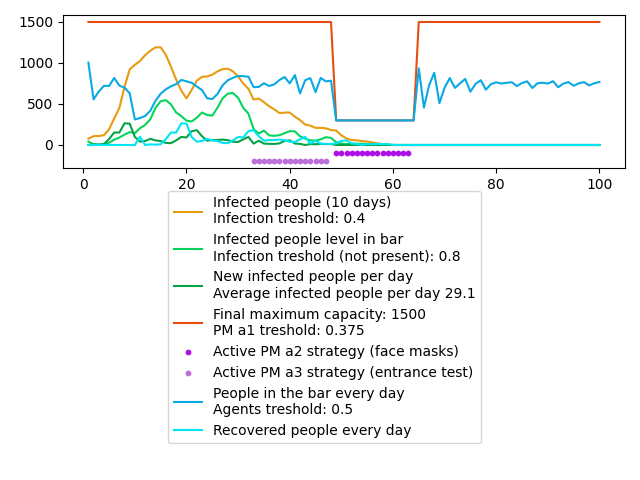 1500
1000
500
0
0
20
40
60
80
100
Infected people (10 days)
Infection treshold: 0.4
Infected people level in bar
Infection treshold (not present): 0.8
New infected people per day
Average infected people per day 29.1
Final maximum capacity: 1500
PM a1 treshold: 0.375
Active PM a2 strategy (face masks)
Active PM a3 strategy (entrance test)
People in the bar every day
Agents treshold: 0.5
Recovered people every day